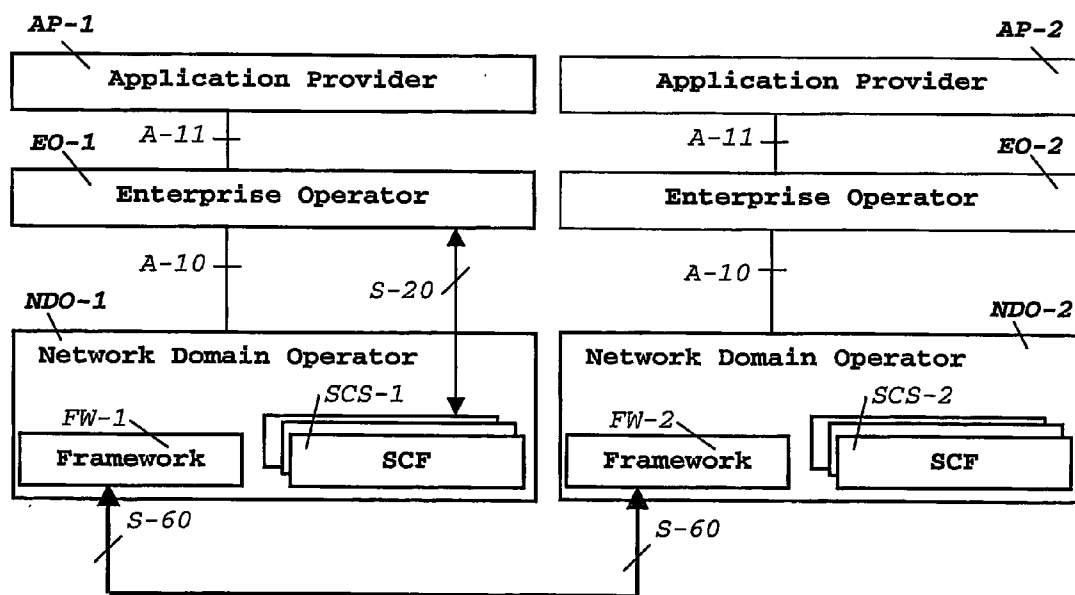 AP-1
AP-2
Application Provider
Application Provider
A-11
A-11
EO-1
EO-2
Enterprise Operator
Enterprise Operator
A-10
A-10
S-20
NDO-1
NDO-2
Network Domain Operator
Network Domain Operator
SCS-1
SCS-2
FW-1
FW-2
Framework
SCF
Framework
SCF
S-60
S-60